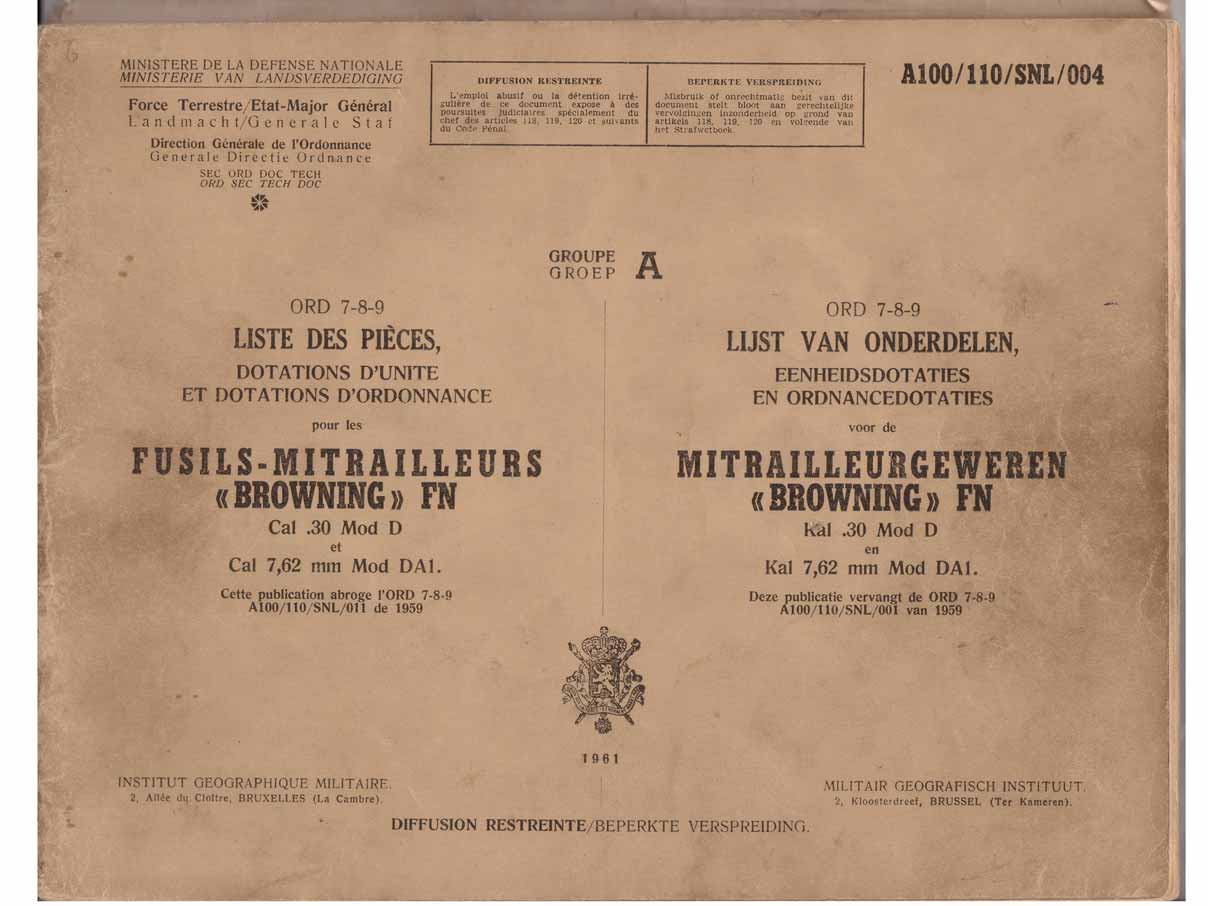 MINISTERE DE LA DEFENSE NATIONALE
MINISTERIE VAN LANDSVERDEDIGING
Force Terrestre/Etat-Major Général
Landmacht/Generale Staf
Direction Générale de l'Ordonnance
Generale Directie Ordnance
SEC ORD DOC TECH
ORD SEC TECH DOC
DIFFUSION RESTREINTE
L'emploi abusif ou la détention irré-
gulière de ce document expose à des
poursuites judiciaires spécialement du
chef des articles 118, 119, 120 et suivants
du Code Pénal.
BEPERKTE VERSPREIDING
Misbruik of onrechtmatig bezit van dit
document stelt bloot aan gerechtelijke
vervolgingen inzonderheid op grond van
artikels 118, 119, 120 en volgende van
het Strafwetboek.
A100/110/SNL/004
GROUPE
GROEP
A
ORD 7-8-9
LISTE DES PIÈCES,
DOTATIONS D'UNITE
ET DOTATIONS D'ORDONNANCE
pour les
FUSILS-MITRAILLEURS
«BROWNING» FN
Cal .30 Mod D
et
Cal 7,62 mm Mod DA1.
Cette publication abroge l'ORD 7-8-9
A100/110/SNL/011 de 1959
ORD 7-8-9
LIJST VAN ONDERDELEN,
EENHEIDSDOTATIES
EN ORDNANCEDOTATIES
voor de
MITRAILLEURGEWEREN
«BROWNING» FN
Kal .30 Mod D
en
Kal 7,62 mm Mod DA1.
Deze publicatie vervangt de ORD 7-8-9
A100/110/SNL/001 van 1959
1961
INSTITUT GEOGRAPHIQUE MILITAIRE.
2, Allée du Cloître, BRUXELLES (La Cambre).
MILITAIR GEOGRAFISCH INSTITUUT.
2, Kloosterdreef, BRUSSEL (Ter Kameren).
DIFFUSION RESTREINTE/BEPERKTE VERSPREIDING.